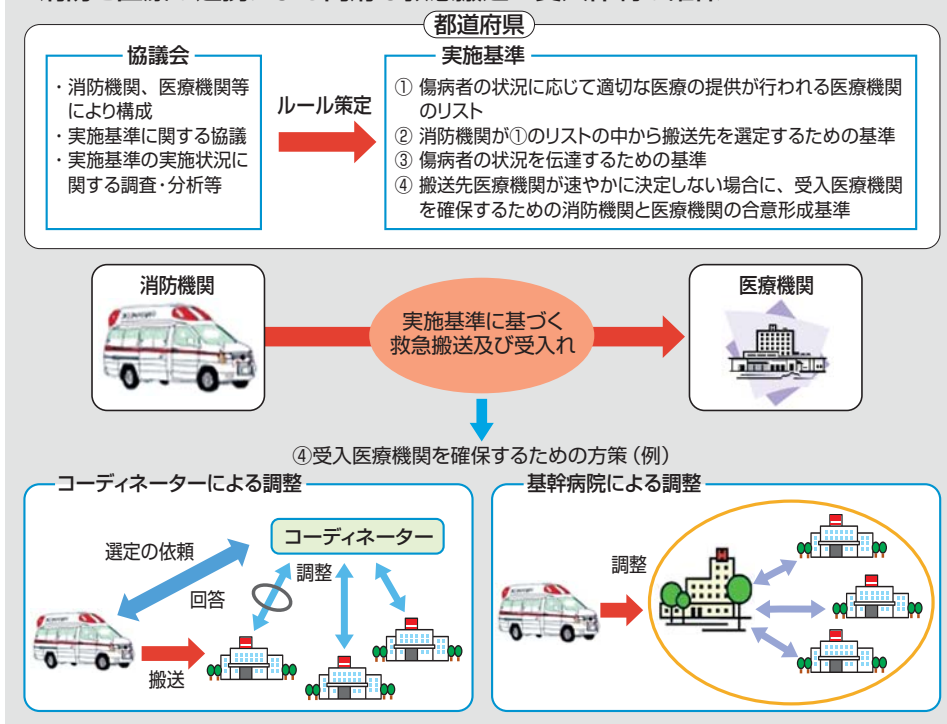 都道府県
協議会
・消防機関、医療機関等
により構成
・実施基準に関する協議
・実施基準の実施状況に
関する調査・分析等
ルール策定
実施基準
① 傷病者の状況に応じて適切な医療の提供が行われる医療機関
のリスト
② 消防機関が①のリストの中から搬送先を選定するための基準
③ 傷病者の状況を伝達するための基準
④ 搬送先医療機関が速やかに決定しない場合に、受入医療機関
を確保するための消防機関と医療機関の合意形成基準
消防機関
実施基準に基づく
救急搬送及び受入れ
医療機関
④受入医療機関を確保するための方策（例）
コーディネーターによる調整
コーディネーター
選定の依頼
調整
回答
搬送
基幹病院による調整
調整
H